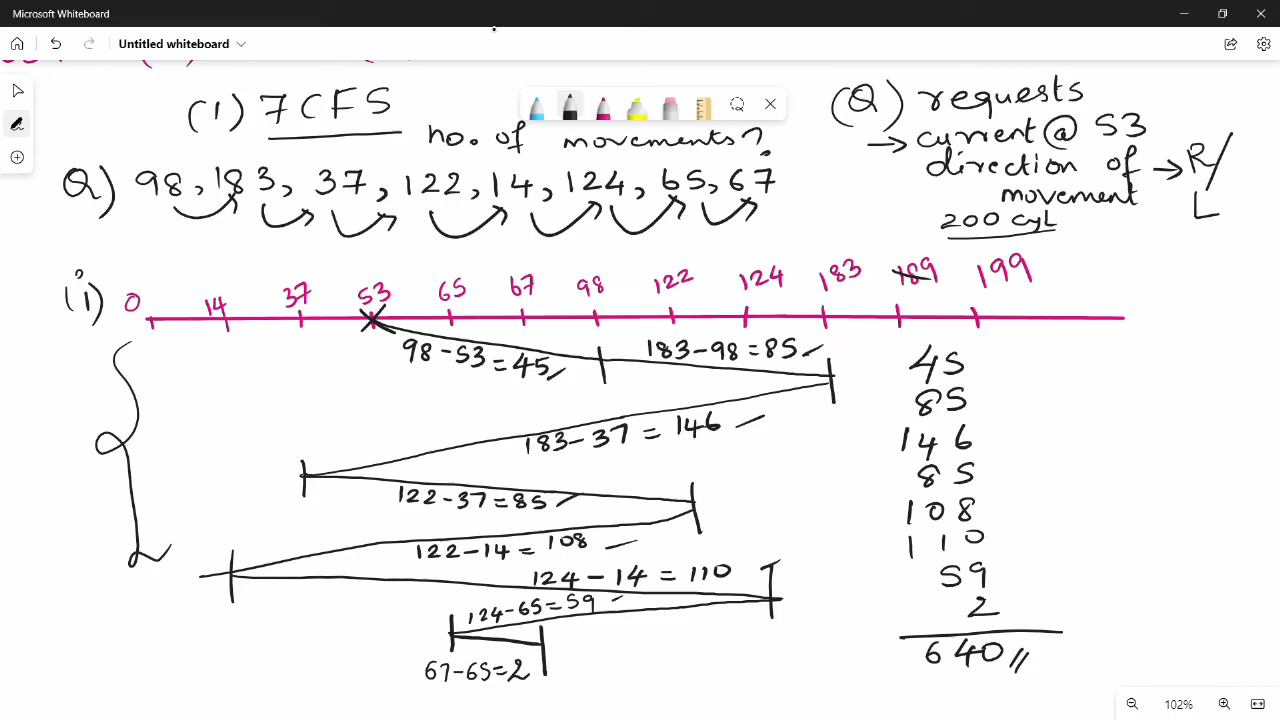 Microsoft Whiteboard
Untitled whiteboard
(1) 7CFS
no. of movements?
Q) 98, 183, 37, 122, 14, 124, 65, 67
(Q) requests
→ current @ 53
direction of → R/
movement L
200 cyl
(i) 0 14 37 53 65 67 98 122 124 183 189 199
98-53=45 183-98=85
183-37=146
122-37=85
122-14=108
124-14=110
124-65=59
67-65=2
45
85
146
85
108
110
59
2
640//
102%